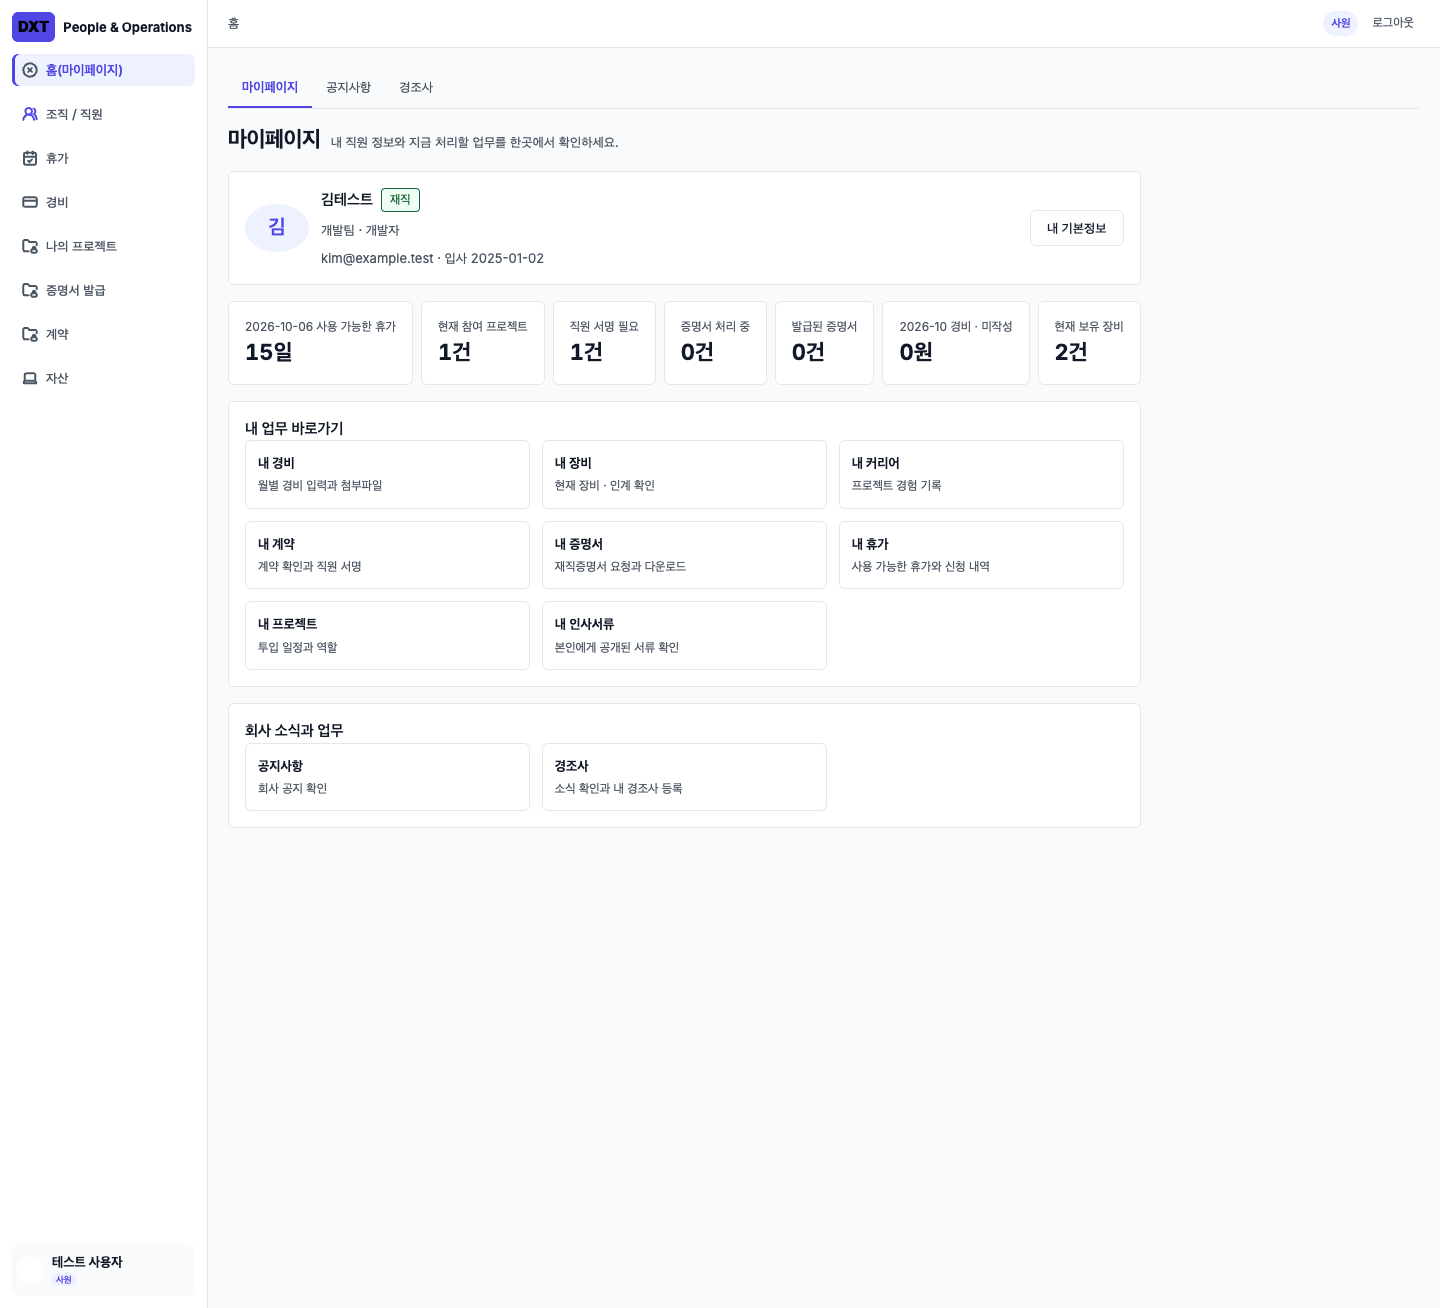 DXT People & Operations
홈(마이페이지)
조직 / 직원
휴가
경비
나의 프로젝트
증명서 발급
계약
자산
테스트 사용자
사원
홈
사원 로그아웃
마이페이지 공지사항 경조사
마이페이지 내 직원 정보와 지금 처리할 업무를 한곳에서 확인하세요.
김
김테스트 재직
개발팀 · 개발자
kim@example.test · 입사 2025-01-02
내 기본정보
2026-10-06 사용 가능한 휴가
15일
현재 참여 프로젝트
1건
직원 서명 필요
1건
증명서 처리 중
0건
발급된 증명서
0건
2026-10 경비 · 미작성
0원
현재 보유 장비
2건
내 업무 바로가기
내 경비
월별 경비 입력과 첨부파일
내 장비
현재 장비 · 인계 확인
내 커리어
프로젝트 경험 기록
내 계약
계약 확인과 직원 서명
내 증명서
재직증명서 요청과 다운로드
내 휴가
사용 가능한 휴가와 신청 내역
내 프로젝트
투입 일정과 역할
내 인사서류
본인에게 공개된 서류 확인
회사 소식과 업무
공지사항
회사 공지 확인
경조사
소식 확인과 내 경조사 등록